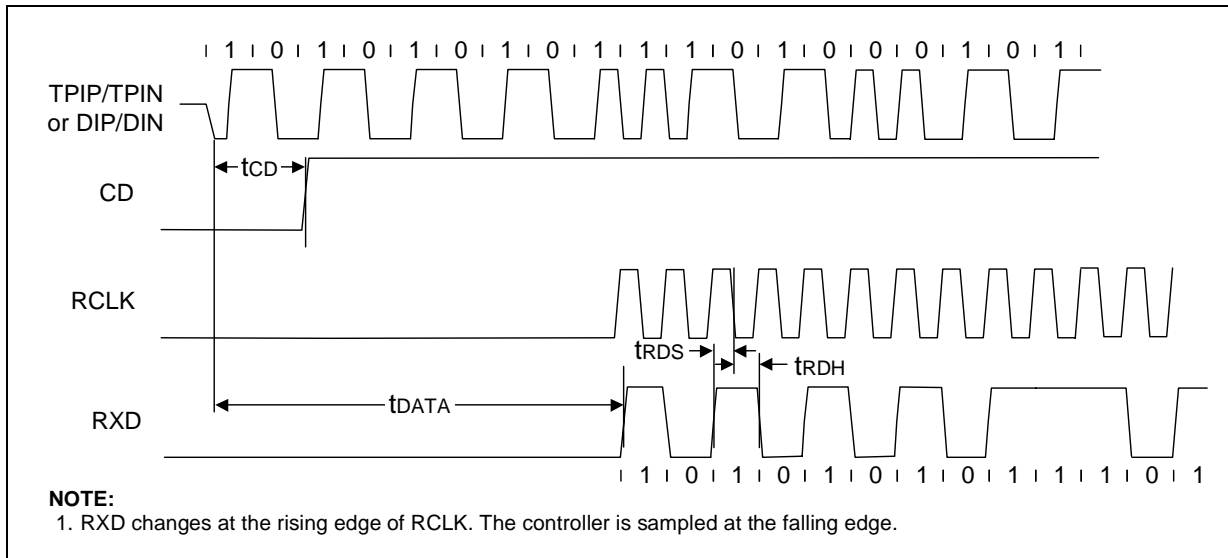 1 0 1 0 1 0 1 0 1 1 1 0 1 0 0 0 1 0 1
TPIP/TPIN
or DIP/DIN
tCD
CD
RCLK
tRDS
tRDH
tDATA
RXD
1 0 1 0 1 0 1 0 1 1 1 0 1
NOTE:
1. RXD changes at the rising edge of RCLK. The controller is sampled at the falling edge.